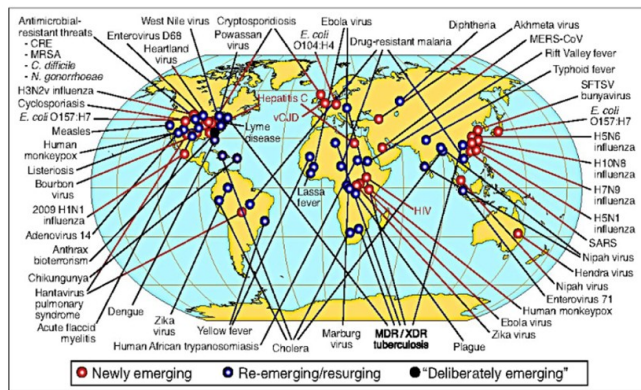 Antimicrobial-
resistant threats
- CRE
- MRSA
- C. difficile
- N. gonorrhoeae
H3N2v influenza
Cyclosporiasis
E. coli O157:H7
Measles
Human
monkeypox
Listeriosis
Bourbon
virus
2009 H1N1
influenza
Adenovirus 14
Anthrax
bioterrorism
Chikungunya
Hantavirus
pulmonary
syndrome
Acute flaccid
myelitis
West Nile virus
Enterovirus D68
Heartland
virus
Powassan
virus
Cryptosporidiosis
E. coli
O104:H4
Ebola virus
Drug-resistant malaria
Diphtheria
Akhmeta virus
MERS-CoV
Rift Valley fever
Typhoid fever
SFTSV
bunyavirus
E. coli
O157:H7
H5N6
influenza
H10N8
influenza
H7N9
influenza
H5N1
influenza
SARS
Nipah virus
Hendra virus
Nipah virus
Enterovirus 71
Human monkeypox
Ebola virus
Zika virus
Plague
MDR/XDR
tuberculosis
Marburg
virus
Cholera
Yellow fever
Human African trypanosomiasis
Zika
virus
Dengue
Hepatitis C
vCJD
Lyme
disease
Lassa
fever
HIV
Newly emerging
Re-emerging/resurging
"Deliberately emerging"